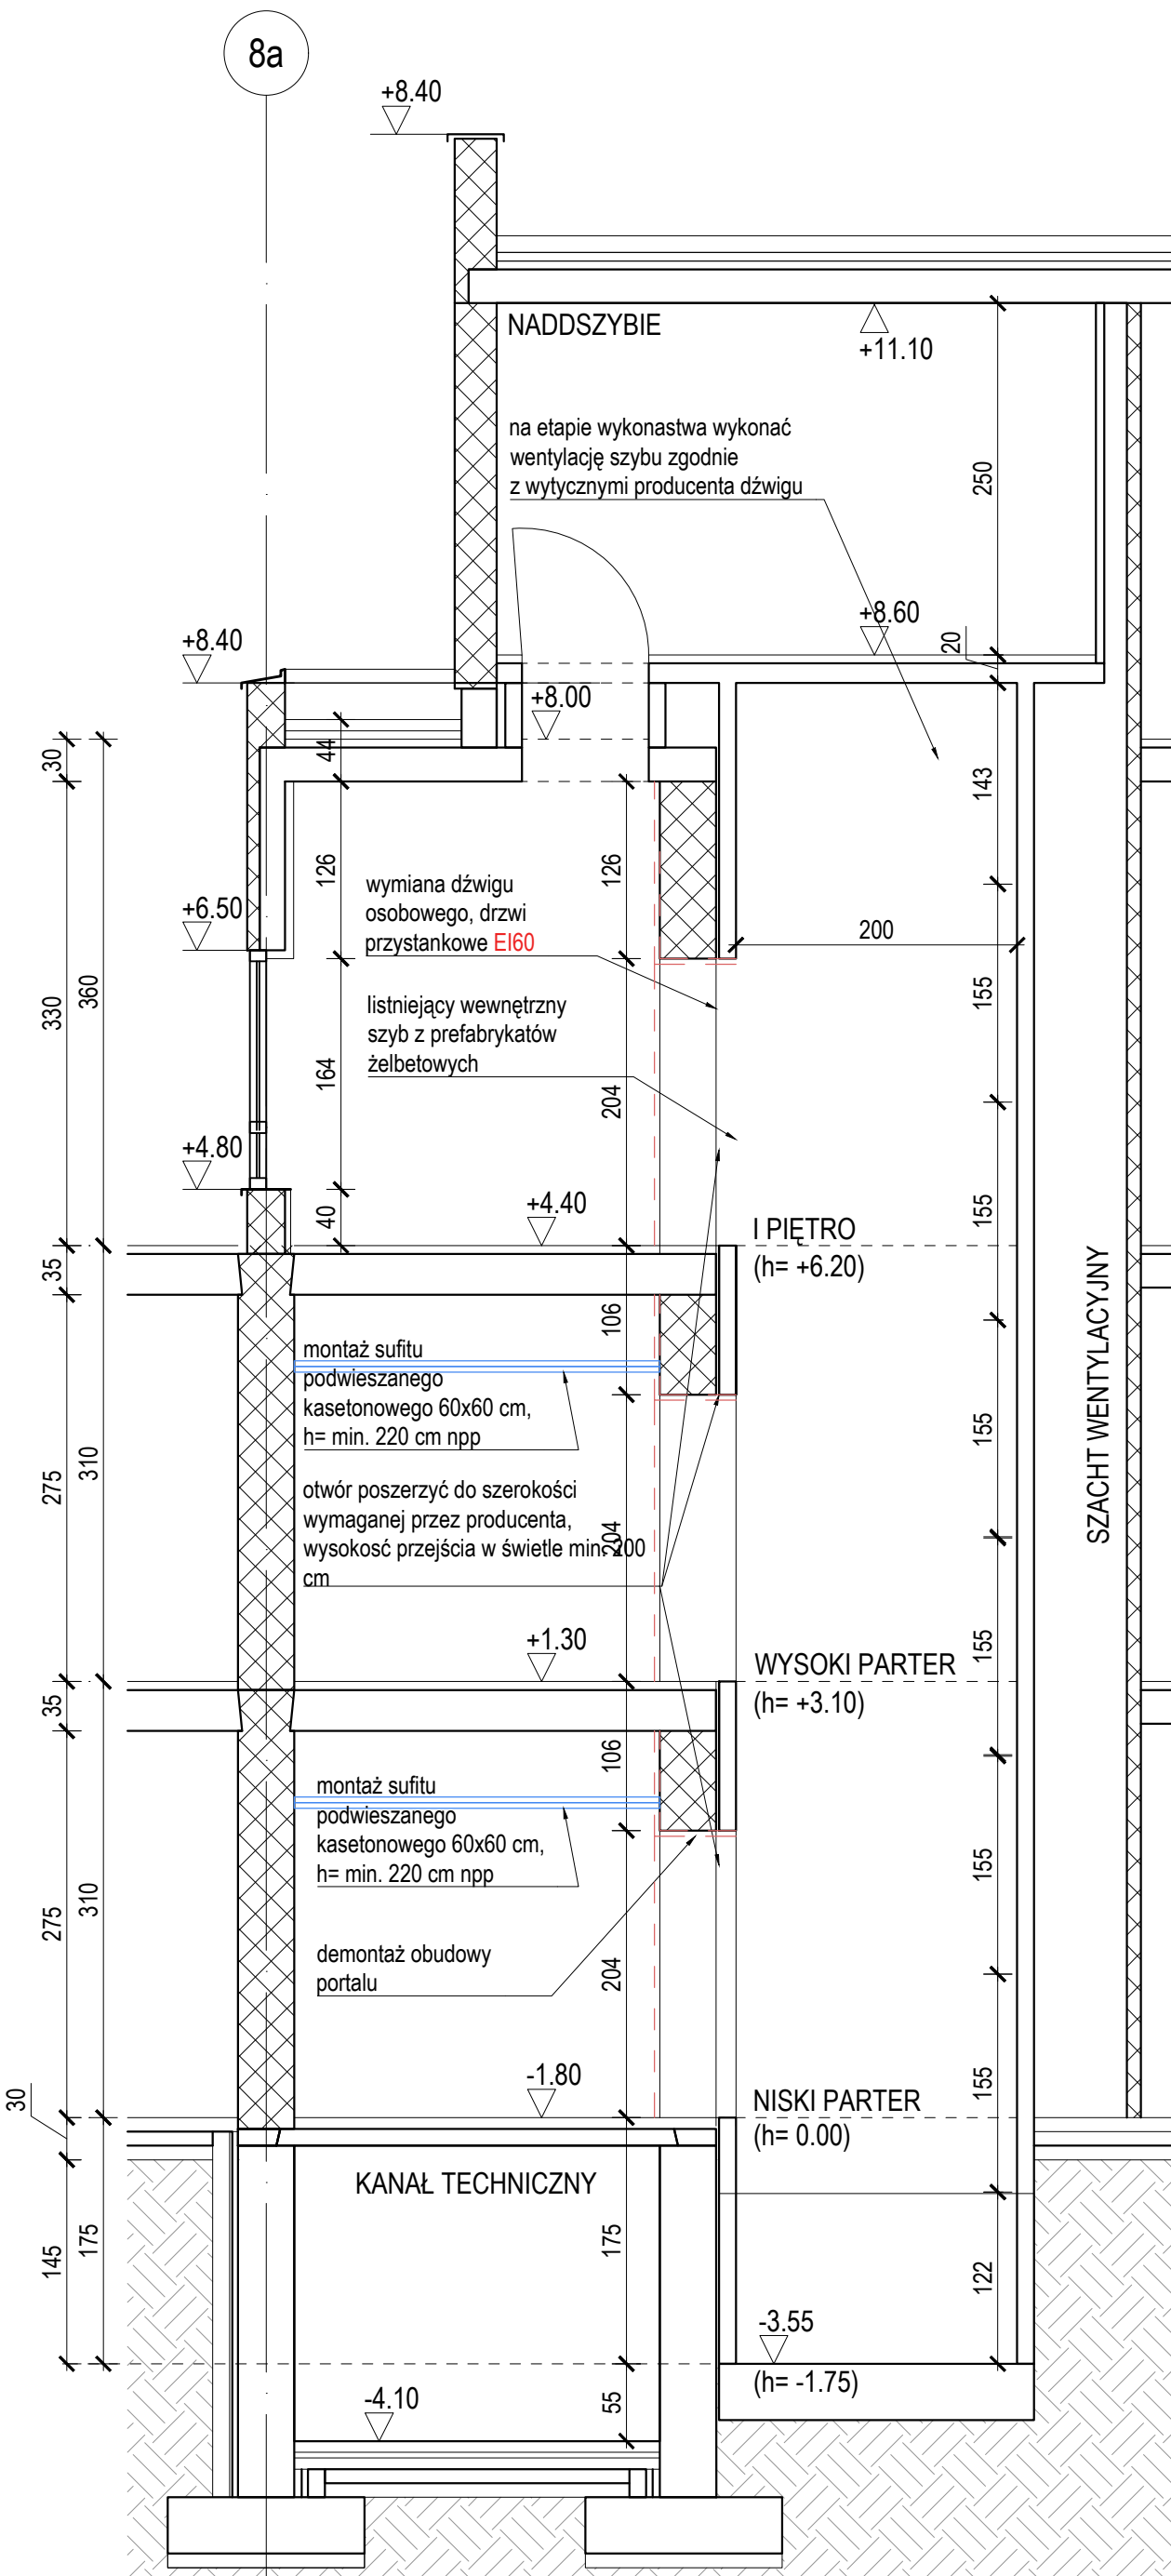 8a
+8.40
NADDSZYBIE
+11.10
na etapie wykonastwa wykonać
wentylację szybu zgodnie
z wytycznymi producenta dźwigu
250
+8.60
20
+8.40
+8.00
30
44
143
126
126
wymiana dźwigu
osobowego, drzwi
przystankowe EI60
+6.50
200
330
360
155
listniejący wewnętrzny
szyb z prefabrykatów
żelbetowych
164
204
+4.80
40
+4.40
155
I PIĘTRO
(h= +6.20)
35
106
SZACHT WENTYLACYJNY
montaż sufitu
podwieszanego
kasetonowego 60x60 cm,
h= min. 220 cm npp
155
275
310
otwór poszerzyć do szerokości
wymaganej przez producenta,
wysokosć przejścia w świetle min. 200
cm
204
+1.30
155
WYSOKI PARTER
(h= +3.10)
35
106
montaż sufitu
podwieszanego
kasetonowego 60x60 cm,
h= min. 220 cm npp
155
275
310
demontaż obudowy
portalu
204
-1.80
155
30
NISKI PARTER
(h= 0.00)
KANAŁ TECHNICZNY
145
175
175
122
-3.55
(h= -1.75)
-4.10
55